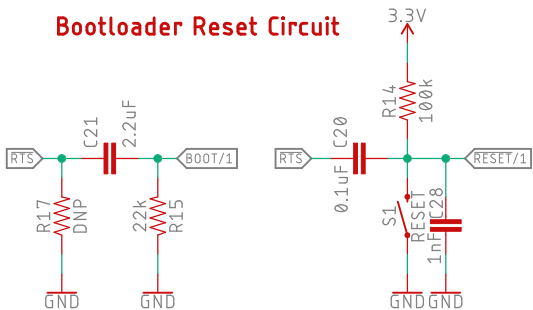 Bootloader Reset Circuit
3.3V
R14
100k
C21
2.2uF
C20
0.1uF
RTS
BOOT/1
RTS
RESET/1
R17
DNP
22k
R15
S1
RESET
C28
1nF
GND
GND
GND
GND